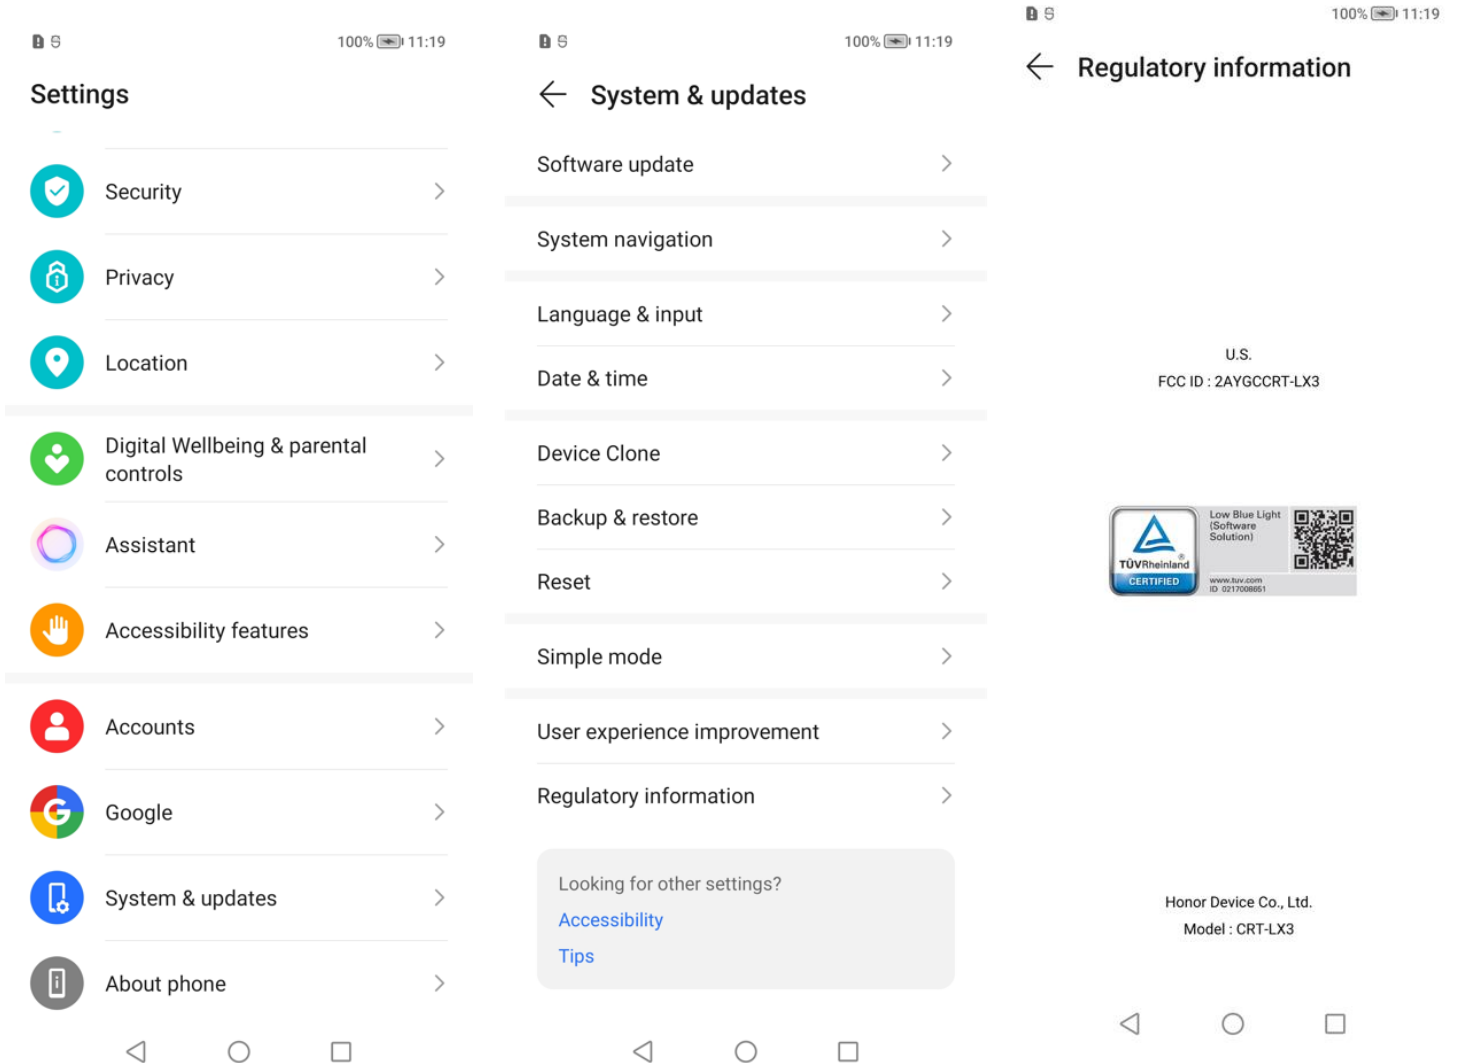 100% 11:19
Settings
Security
Privacy
Location
Digital Wellbeing & parental
controls
Assistant
Accessibility features
Accounts
Google
System & updates
About phone
100% 11:19
System & updates
Software update
System navigation
Language & input
Date & time
Device Clone
Backup & restore
Reset
Simple mode
User experience improvement
Regulatory information
Looking for other settings?
Accessibility
Tips
100% 11:19
Regulatory information
U.S.
FCC ID : 2AYGCCRT-LX3
TÜVRheinland®
CERTIFIED
Low Blue Light
(Software
Solution)
www.tuv.com
ID 0217008651
Honor Device Co., Ltd.
Model : CRT-LX3